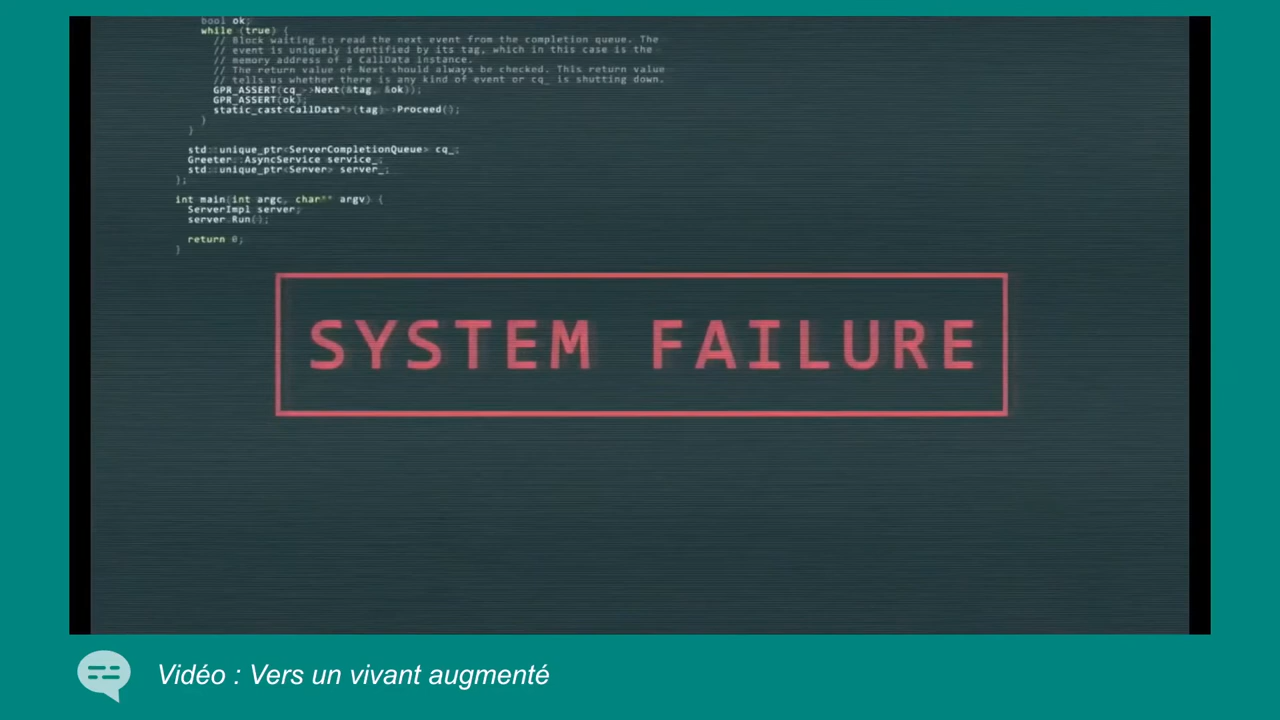 bool ok;
while (true) {
// Block waiting to read the next event from the completion queue. The
// event is uniquely identified by its tag, which in this case is the
// memory address of a CallData instance.
// The return value of Next should always be checked. This return value
// tells us whether there is any kind of event or cq_ is shutting down.
GPR_ASSERT(cq_->Next(&tag, &ok));
GPR_ASSERT(ok);
static_cast<CallData*>(tag)->Proceed();
}
}
std::unique_ptr<ServerCompletionQueue> cq_;
Greeter::AsyncService service_;
std::unique_ptr<Server> server_;
};
int main(int argc, char** argv) {
ServerImpl server;
server.Run();
return 0;
}
SYSTEM FAILURE
Vidéo : Vers un vivant augmenté